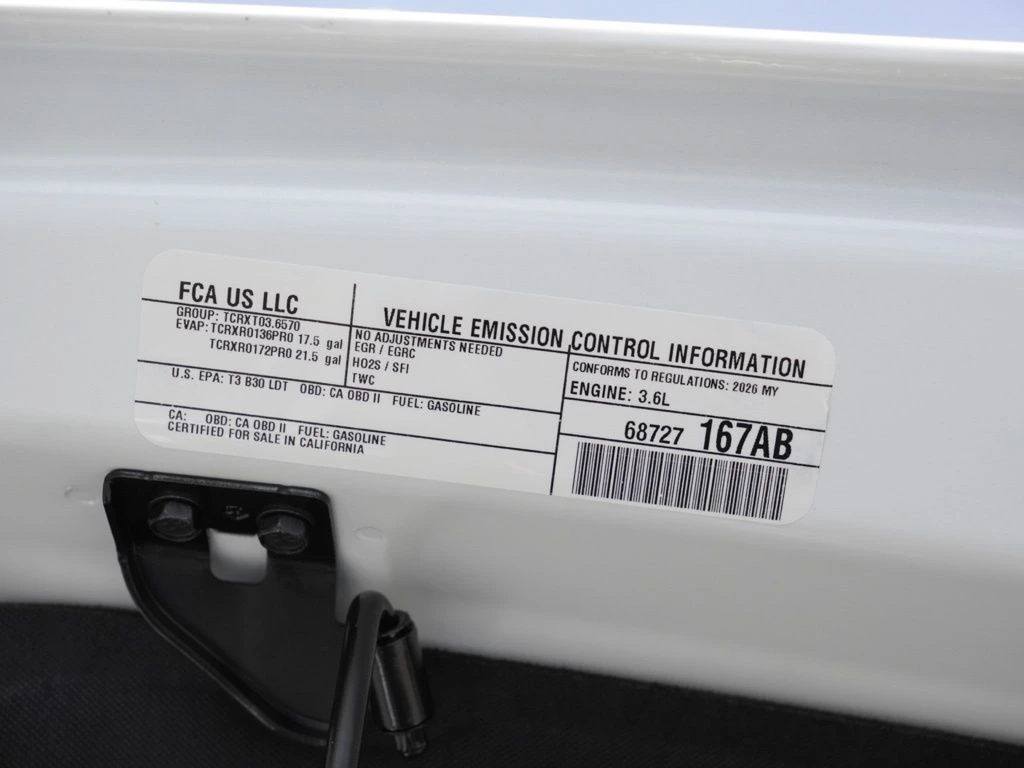 FCA US LLC
GROUP: TCRXT03.6570
EVAP: TCRXR0136PR0 17.5 gal
TCRXR0172PR0 21.5 gal
VEHICLE EMISSION CONTROL INFORMATION
NO ADJUSTMENTS NEEDED
EGR / EGRC
HO2S / SFI
TWC
CONFORMS TO REGULATIONS: 2026 MY
ENGINE: 3.6L
U.S. EPA: T3 B30 LDT OBD: CA OBD II FUEL: GASOLINE
CA: OBD: CA OBD II FUEL: GASOLINE
CERTIFIED FOR SALE IN CALIFORNIA
68727 167AB